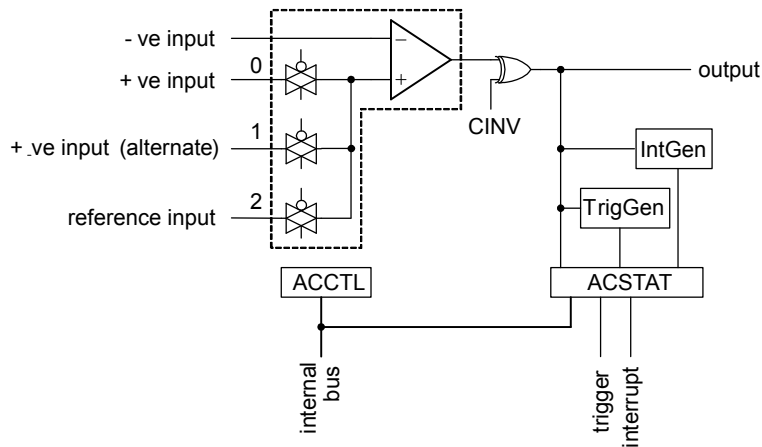 - ve input
+ ve input
0
+ ve input (alternate)
1
reference input
2
−
+
CINV
output
IntGen
TrigGen
ACCTL
ACSTAT
internal
bus
trigger
interrupt